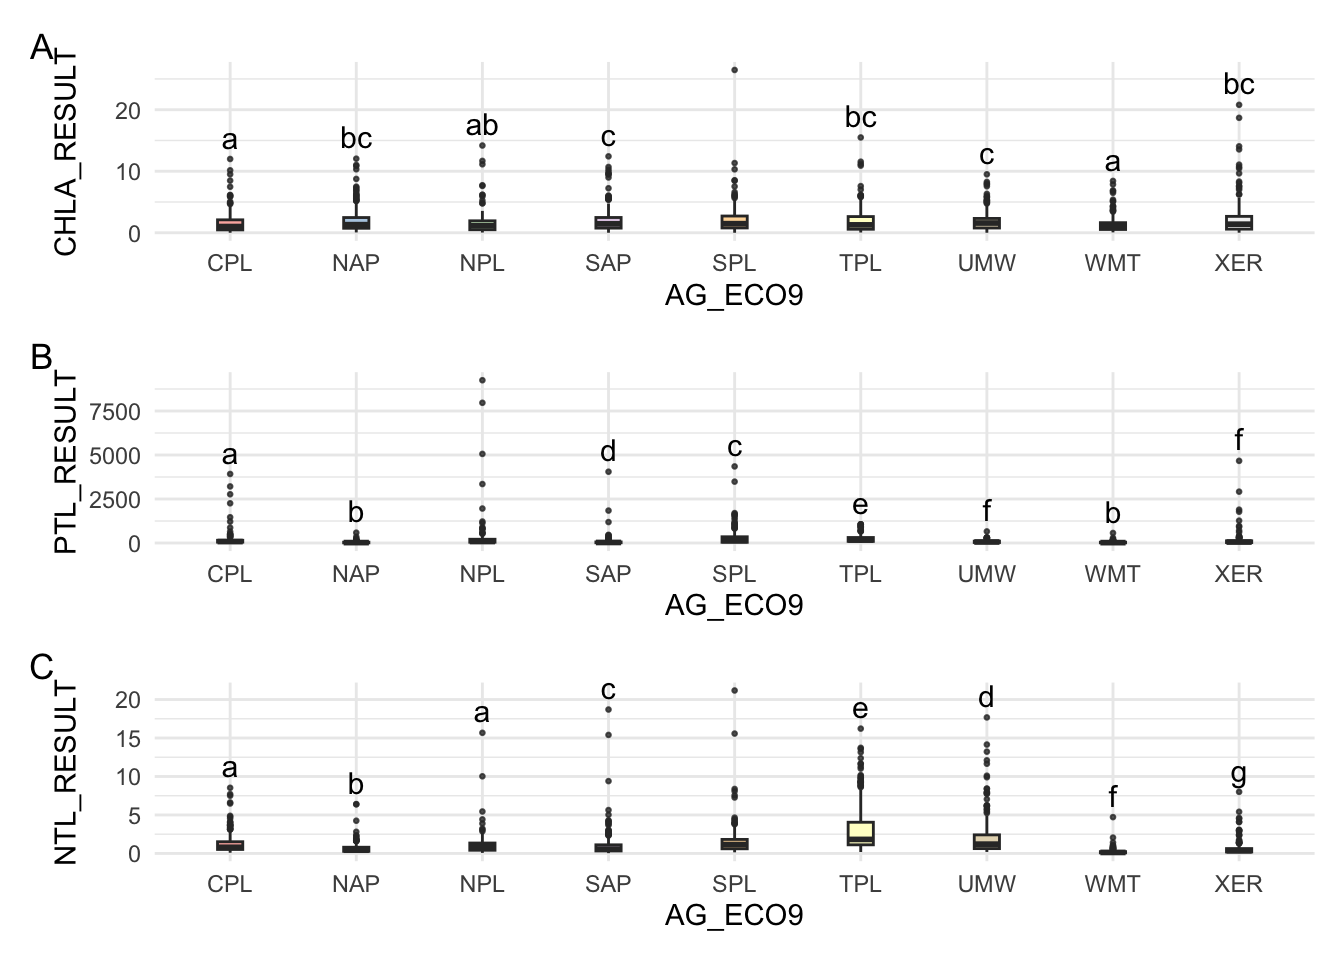 A
CHLA_RESULT
20
10
0
a
bc
ab
c
bc
c
a
bc
CPL NAP NPL SAP SPL TPL UMW WMT XER
AG_ECO9
B
PTL_RESULT
7500
5000
2500
0
a
b
d
c
e
f
b
f
CPL NAP NPL SAP SPL TPL UMW WMT XER
AG_ECO9
C
NTL_RESULT
20
15
10
5
0
a
b
a
c
e
d
f
g
CPL NAP NPL SAP SPL TPL UMW WMT XER
AG_ECO9